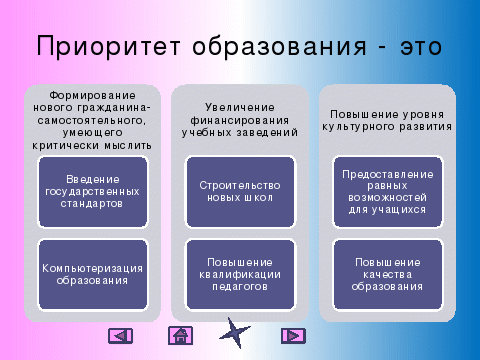 Приоритет образования - это
Формирование
нового гражданина-
самостоятельного,
умеющего
критически мыслить
Введение
государственных
стандартов
Компьютеризация
образования
Увеличение
финансирования
учебных заведений
Строительство
новых школ
Повышение
квалификации
педагогов
Повышение уровня
культурного развития
Предоставление
равных
возможностей
для учащихся
Повышение
качества
образования